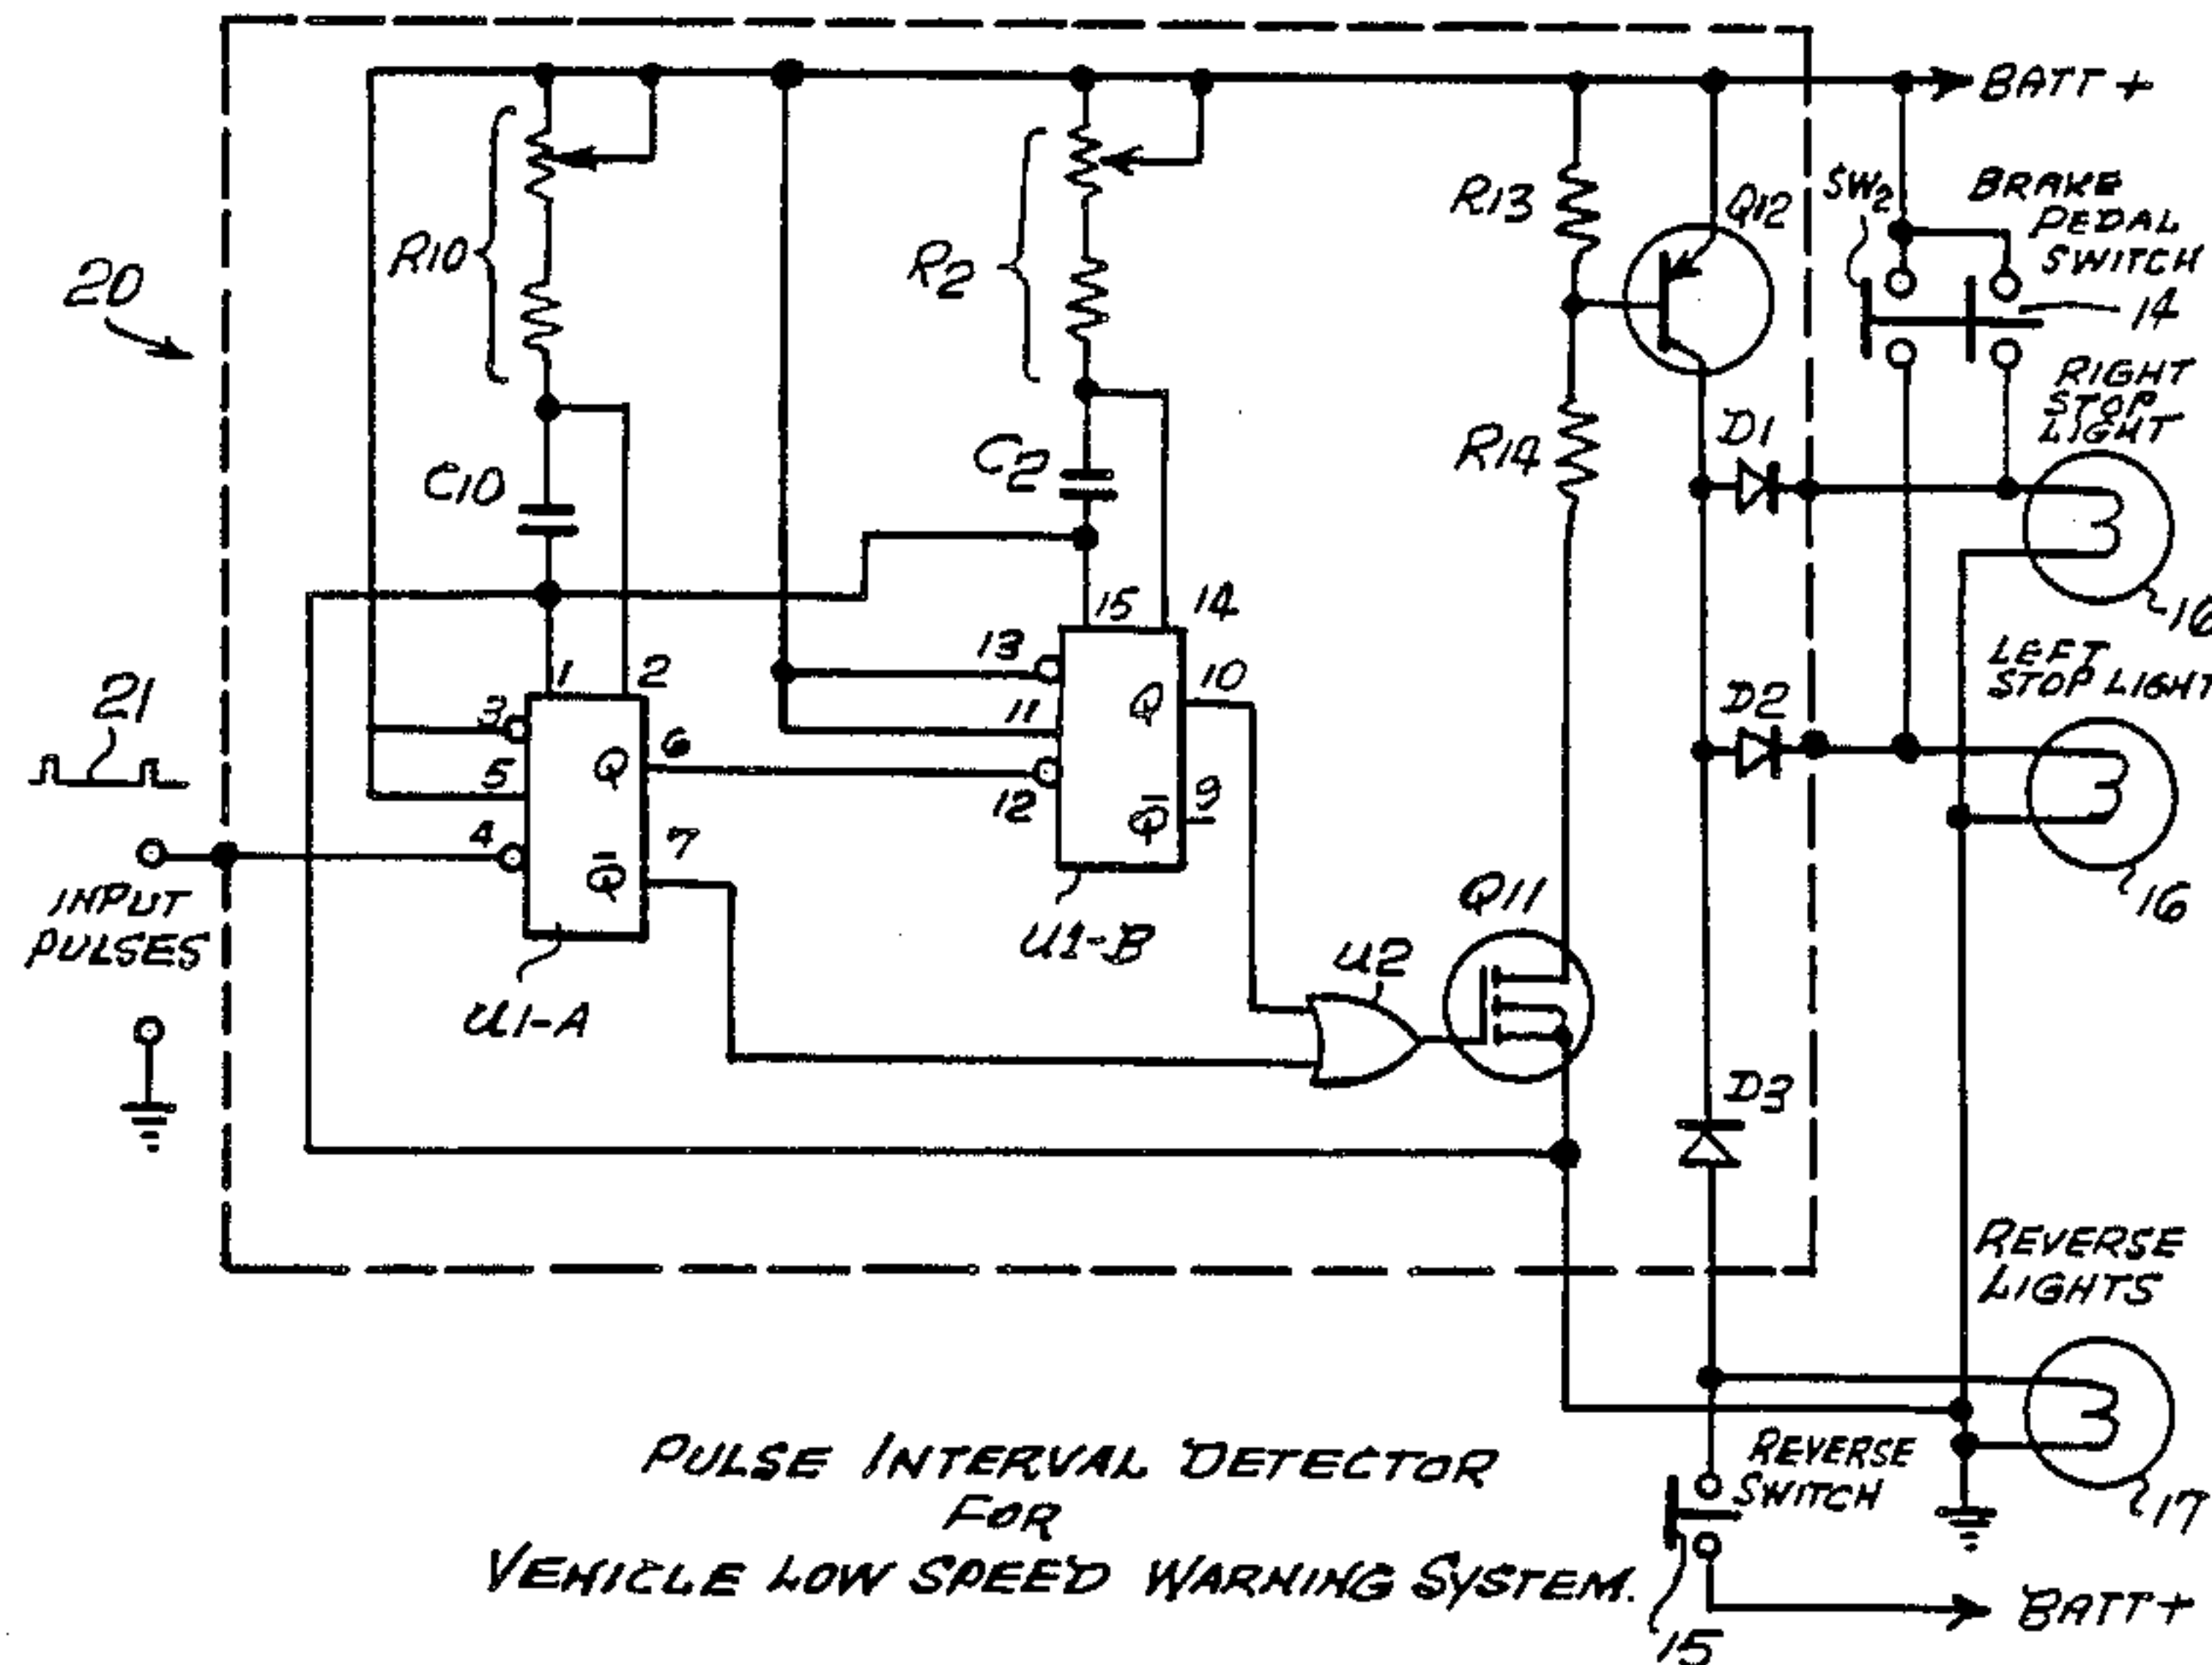 BATT +
R10
R2
R13
Q12
SW2
BRAKE
PEDAL
SWITCH
14
20
RIGHT
STOP
LIGHT
C10
C2
R14
D1
16
15
14
13
11
12
10
Q
9
Q̅
U1-B
LEFT
STOP LIGHT
D2
16
21
1
2
3
5
4
6
Q
7
Q̅
INPUT
PULSES
U1-A
U2
Q11
D3
REVERSE
LIGHTS
17
REVERSE
SWITCH
15
BATT +
PULSE INTERVAL DETECTOR
FOR
VEHICLE LOW SPEED WARNING SYSTEM.